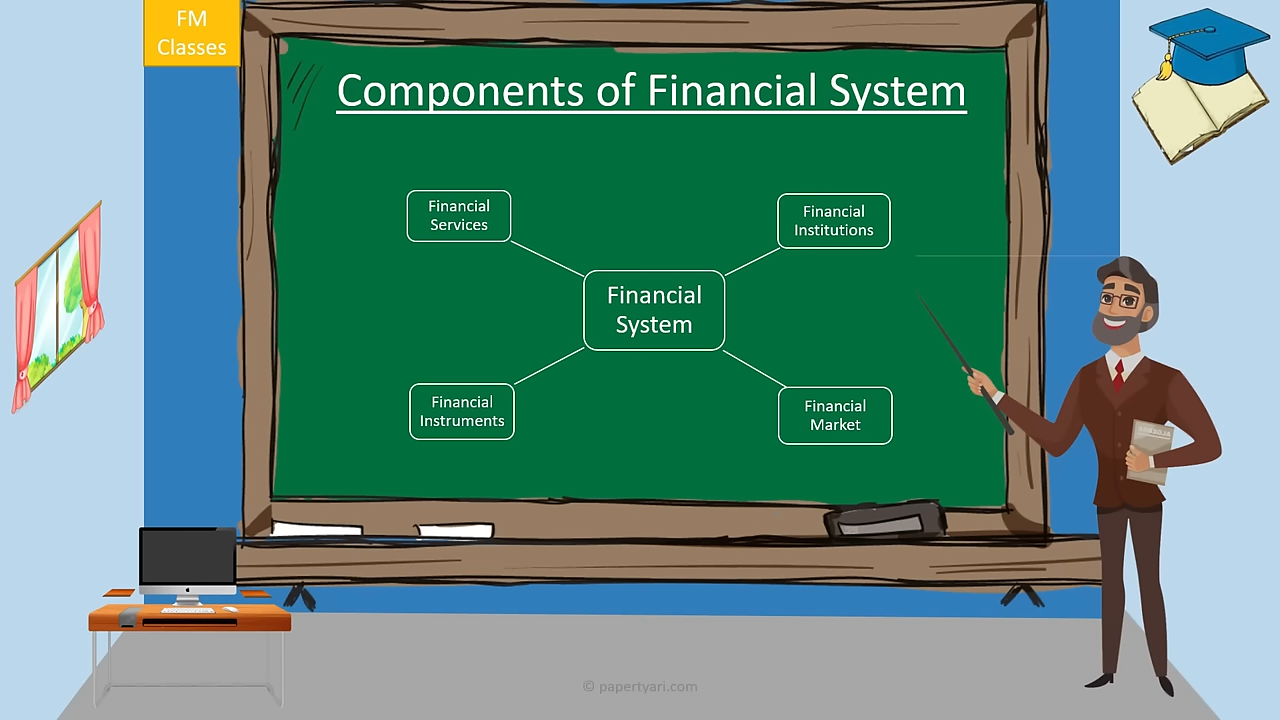 FM
Classes
Components of Financial System
Financial
Services
Financial
Institutions
Financial
System
Financial
Instruments
Financial
Market
© papertyari.com